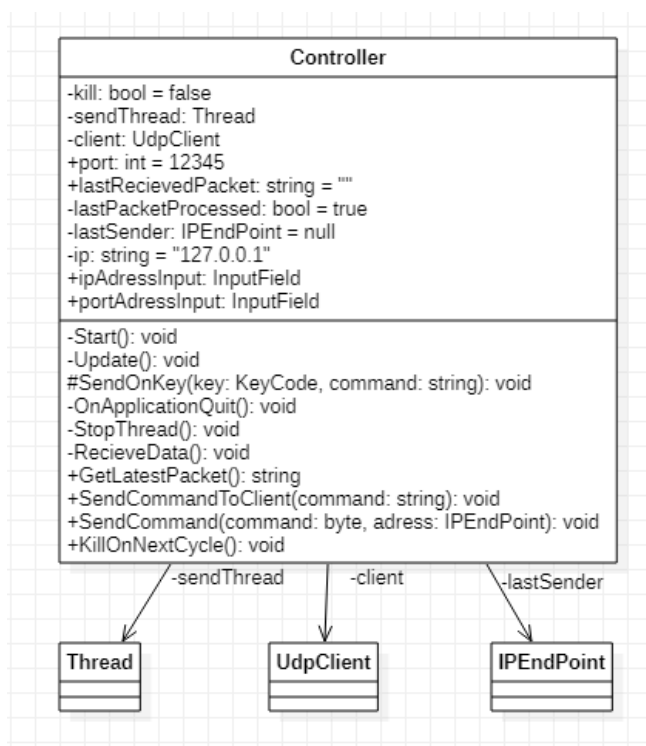 Controller
-kill: bool = false
-sendThread: Thread
-client: UdpClient
+port: int = 12345
+lastRecievedPacket: string = ""
-lastPacketProcessed: bool = true
-lastSender: IPEndPoint = null
-ip: string = "127.0.0.1"
+ipAdressInput: InputField
+portAdressInput: InputField
-Start(): void
-Update(): void
#SendOnKey(key: KeyCode, command: string): void
-OnApplicationQuit(): void
-StopThread(): void
-RecieveData(): void
+GetLatestPacket(): string
+SendCommandToClient(command: string): void
+SendCommand(command: byte, adress: IPEndPoint): void
+KillOnNextCycle(): void
-sendThread
-client
-lastSender
Thread
UdpClient
IPEndPoint